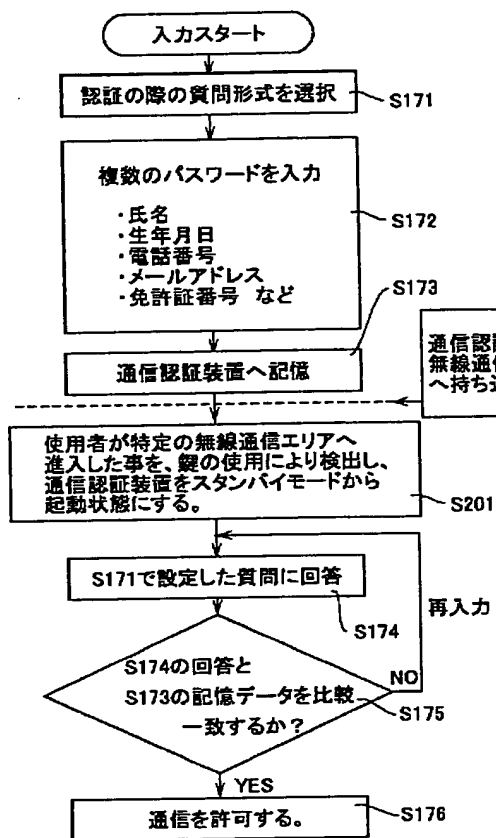 入力スタート
認証の際の質問形式を選択
S171
複数のパスワードを入力
・氏名
・生年月日
・電話番号
・メールアドレス
・免許証番号 など
S172
S173
通信認証装置へ記憶
通信認
無線通信
へ持ち込
使用者が特定の無線通信エリアへ
進入した事を、鍵の使用により検出し、
通信認証装置をスタンバイモードから
起動状態にする。
S201
S171で設定した質問に回答
S174
再入力
S174の回答と
S173の記憶データを比較
一致するか？
S175
NO
YES
通信を許可する。
S176